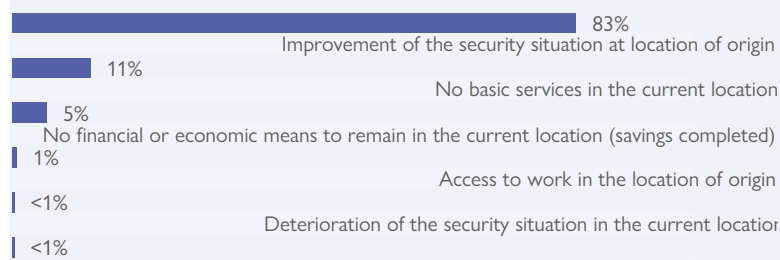 83%
Improvement of the security situation at location of origin
11%
No basic services in the current location
5%
No financial or economic means to remain in the current location (savings completed)
1%
Access to work in the location of origin
<1%
Deterioration of the security situation in the current location
<1%